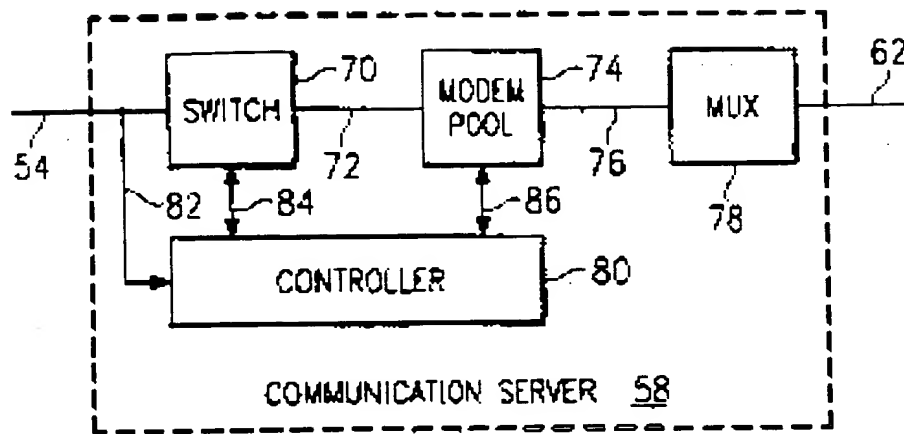 70
74
62
SWITCH
MODEM
POOL
MUX
54
72
76
82
84
86
78
CONTROLLER
80
COMMUNICATION SERVER 58